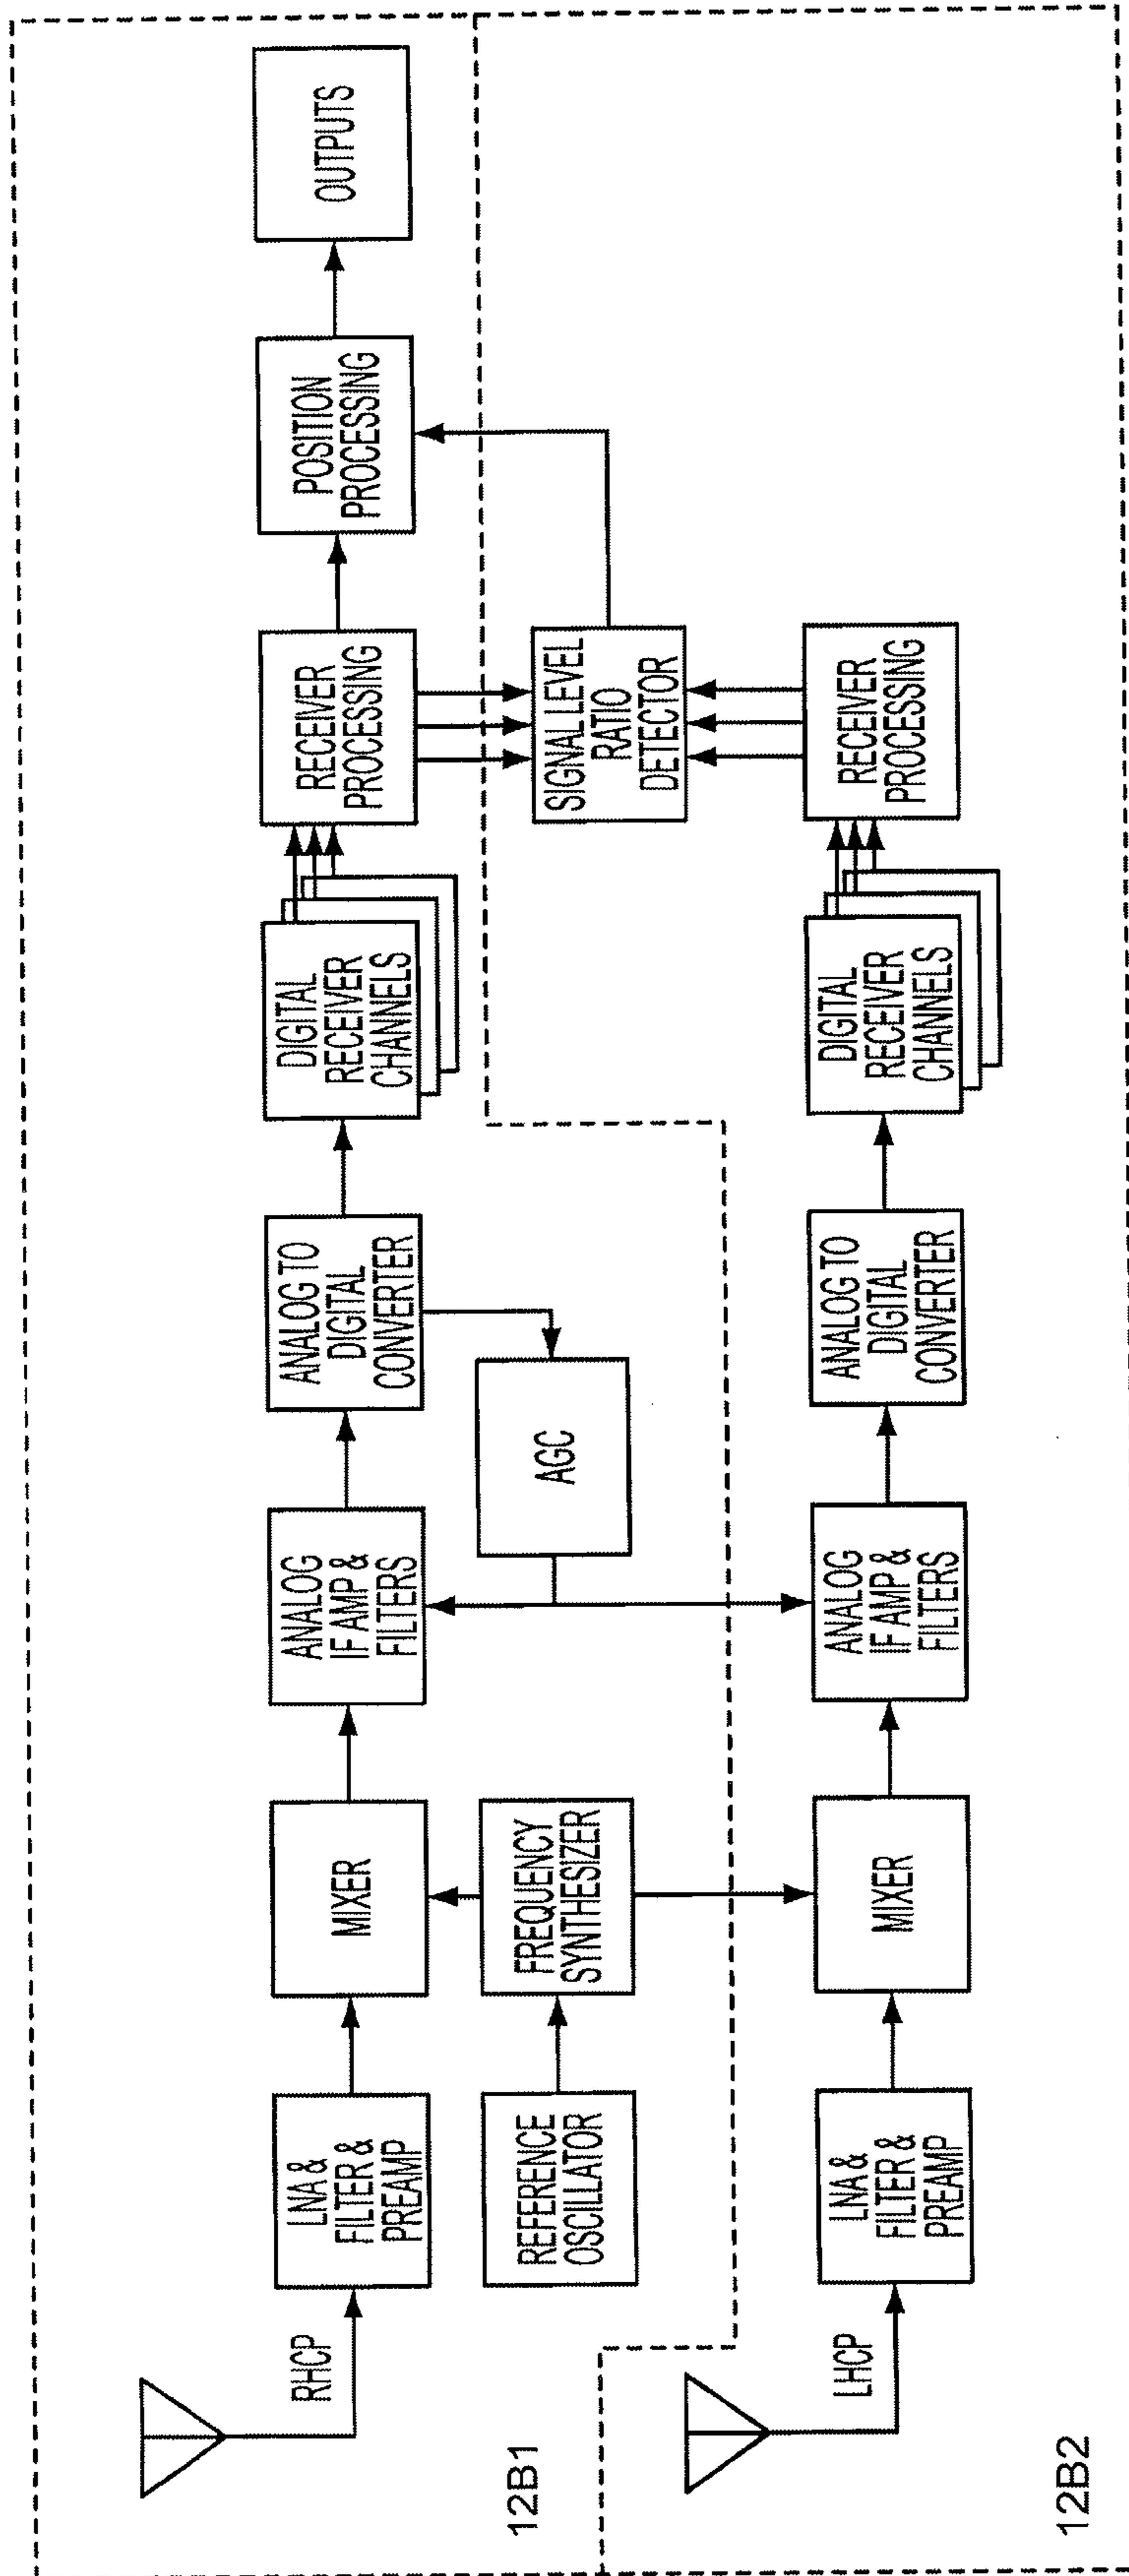 RHCP
LNA &
FILTER &
PREAMP
MIXER
ANALOG
IF AMP &
FILTERS
ANALOG TO
DIGITAL
CONVERTER
DIGITAL
RECEIVER
CHANNELS
RECEIVER
PROCESSING
POSITION
PROCESSING
OUTPUTS
REFERENCE
OSCILLATOR
FREQUENCY
SYNTHESIZER
AGC
SIGNAL LEVEL
RATIO
DETECTOR
12B1
LHCP
LNA &
FILTER &
PREAMP
MIXER
ANALOG
IF AMP &
FILTERS
ANALOG TO
DIGITAL
CONVERTER
DIGITAL
RECEIVER
CHANNELS
RECEIVER
PROCESSING
12B2